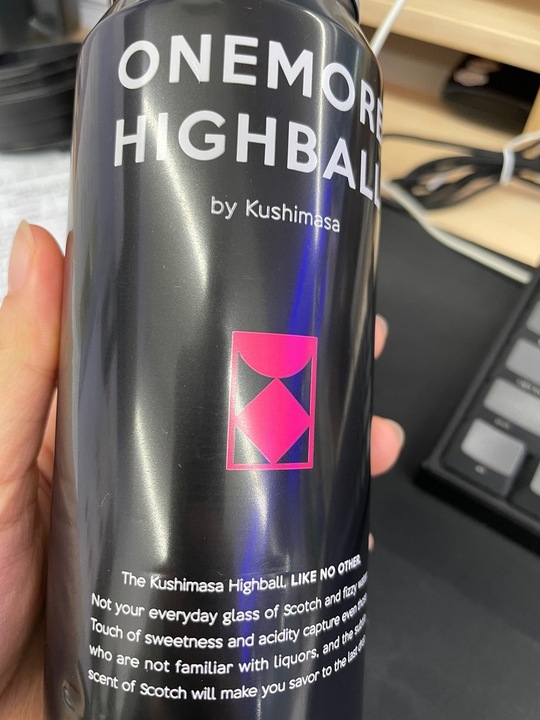 ONEMORE
HIGHBALL
by Kushimasa
The Kushimasa Highball, LIKE NO OTHER.
Not your everyday glass of Scotch and fizzy
Touch of sweetness and acidity capture even
who are not familiar with liquors, and the
scent of Scotch will make you savor to the last